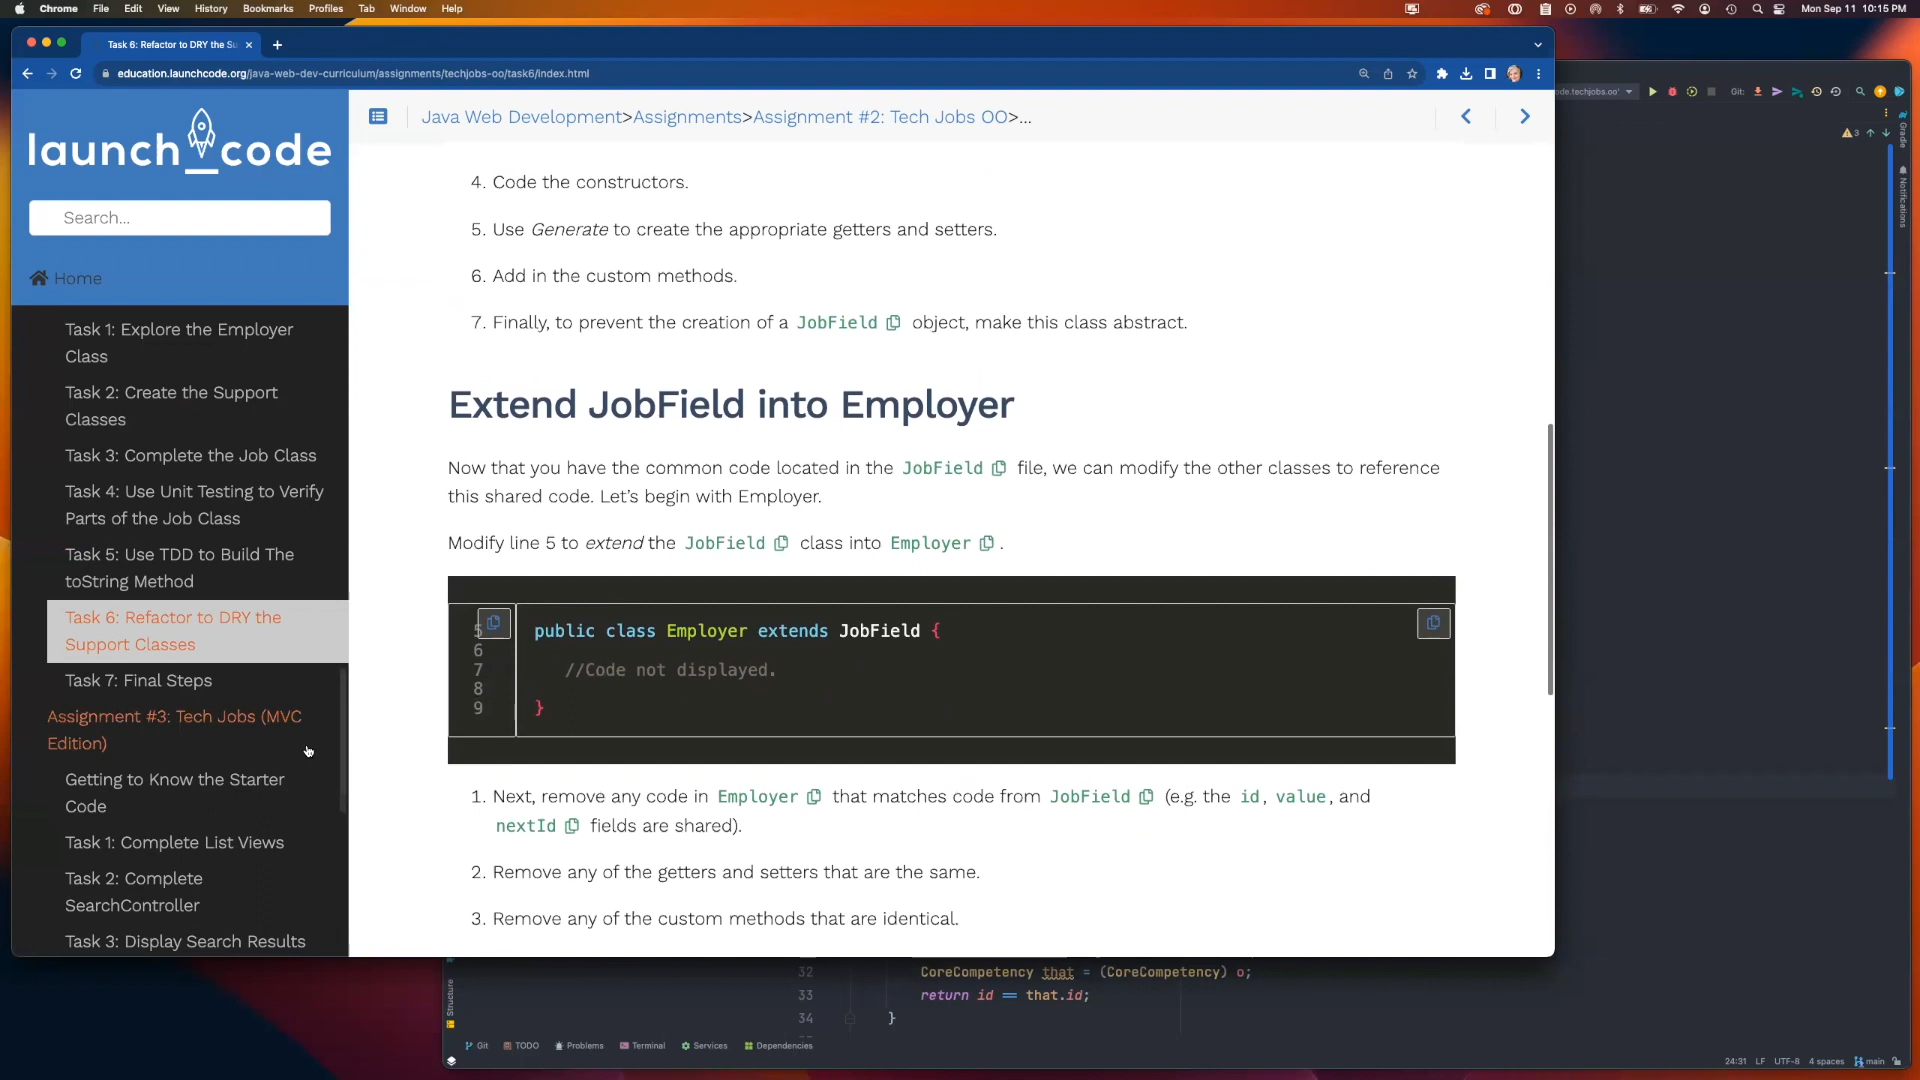 Chrome File Edit View History Bookmarks Profiles Tab Window Help
Mon Sep 11 10:15 PM
Task 6: Refactor to DRY the Su
education.launchcode.org/java-web-dev-curriculum/assignments/techjobs-oo/task6/index.html
launch_code
Search...
Home
Task 1: Explore the Employer
Class
Task 2: Create the Support
Classes
Task 3: Complete the Job Class
Task 4: Use Unit Testing to Verify
Parts of the Job Class
Task 5: Use TDD to Build The
toString Method
Task 6: Refactor to DRY the
Support Classes
Task 7: Final Steps
Assignment #3: Tech Jobs (MVC
Edition)
Getting to Know the Starter
Code
Task 1: Complete List Views
Task 2: Complete
SearchController
Task 3: Display Search Results
Java Web Development>Assignments>Assignment #2: Tech Jobs OO>...
4. Code the constructors.
5. Use Generate to create the appropriate getters and setters.
6. Add in the custom methods.
7. Finally, to prevent the creation of a JobField object, make this class abstract.
Extend JobField into Employer
Now that you have the common code located in the JobField file, we can modify the other classes to reference
this shared code. Let's begin with Employer.
Modify line 5 to extend the JobField class into Employer .
5 public class Employer extends JobField {
6
7 //Code not displayed.
8
9 }
1. Next, remove any code in Employer that matches code from JobField (e.g. the id, value, and
nextId fields are shared).
2. Remove any of the getters and setters that are the same.
3. Remove any of the custom methods that are identical.
ode.techjobs.oo'
Git:
3
Gradle
Notifications
Structure
32 CoreCompetency that = (CoreCompetency) o;
33 return id == that.id;
34 }
Git TODO Problems Terminal Services Dependencies
24:31 LF UTF-8 4 spaces main